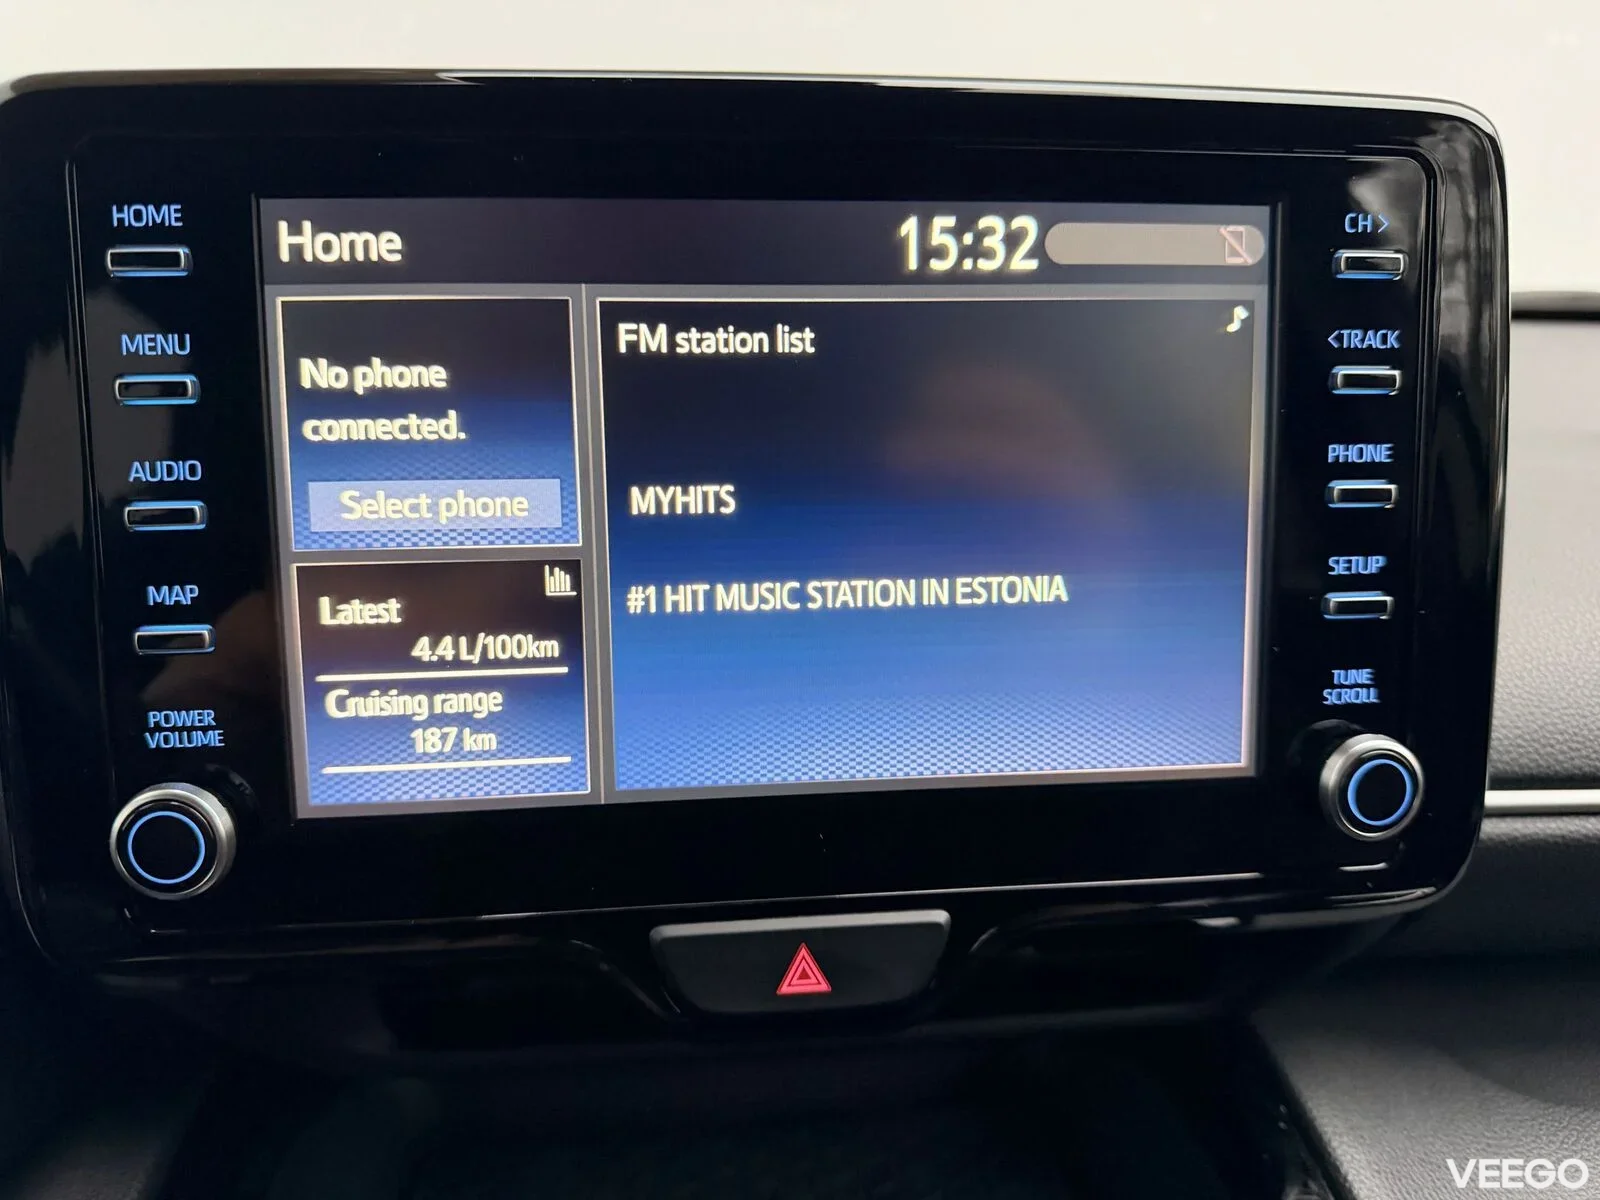 HOME
MENU
AUDIO
MAP
POWER
VOLUME
Home
15:32
No phone
connected.
Select phone
Latest
4.4 L/100km
Cruising range
187 km
FM station list
MYHITS
#1 HIT MUSIC STATION IN ESTONIA
CH>
<TRACK
PHONE
SETUP
TUNE
SCROLL
VEEGO